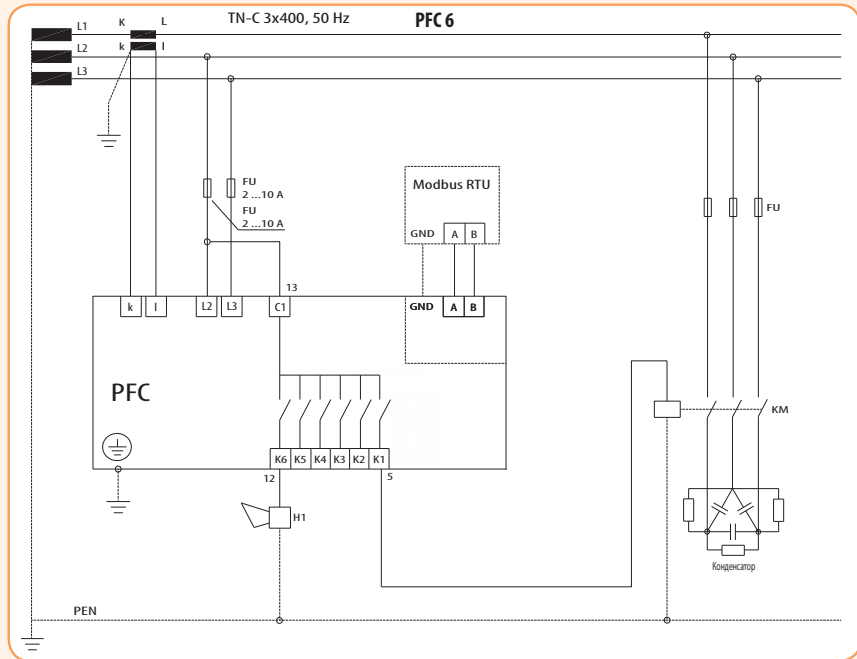 TN-C 3x400, 50 Hz
PFC 6
L1
K
L
L2
k
l
L3
FU
2 ...10 A
FU
2 ...10 A
Modbus RTU
GND
A
B
FU
13
k
l
L2
L3
C1
GND
A
B
PFC
KM
K6
K5
K4
K3
K2
K1
12
5
H1
Конденсатор
PEN